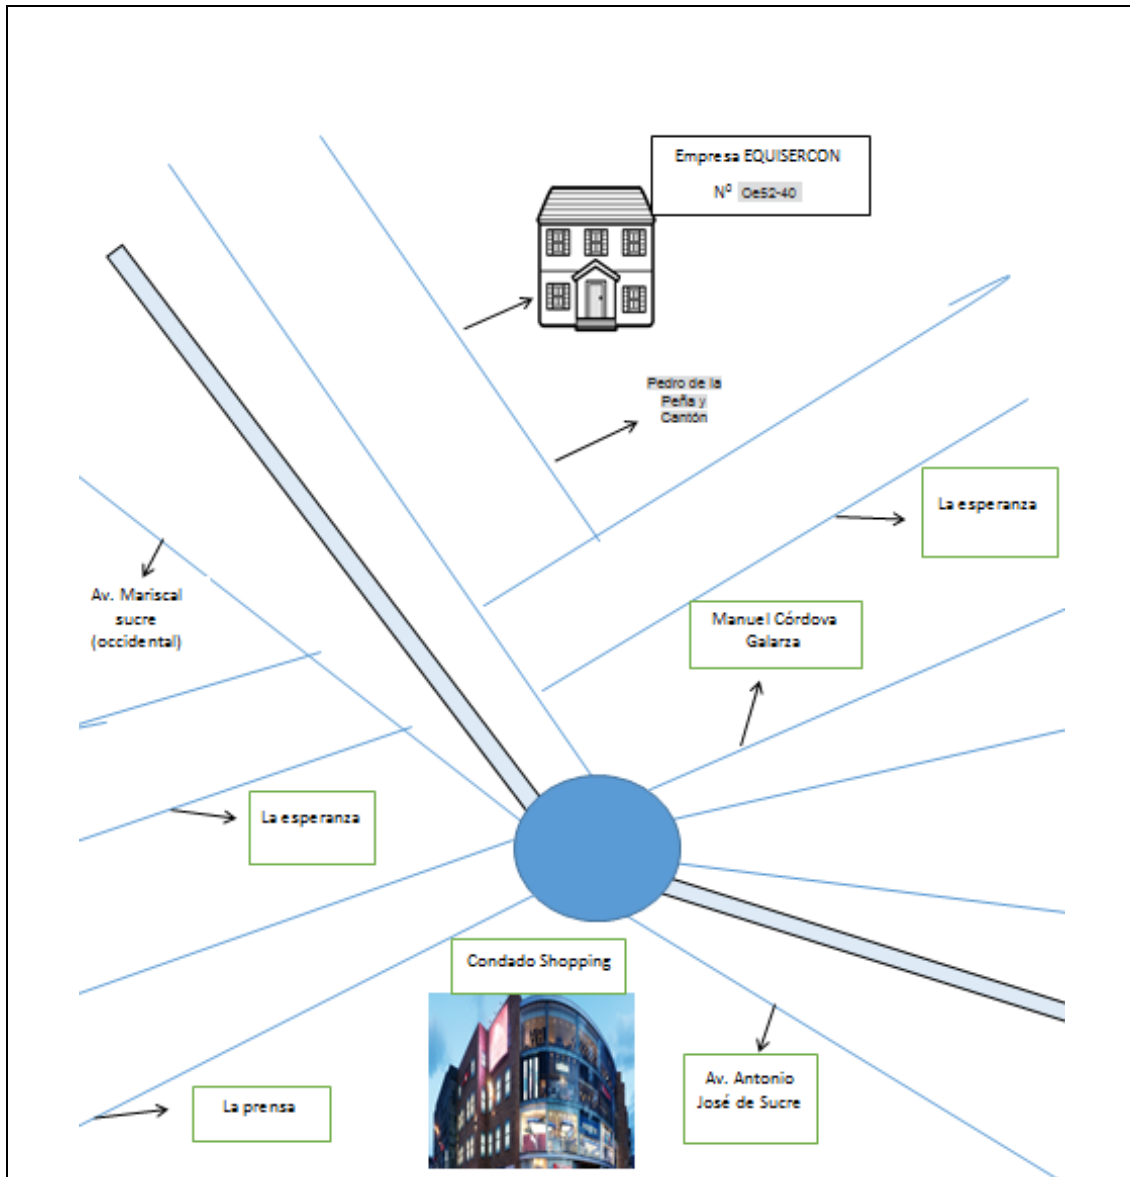 Empresa EQUISERCON
Nº Oe52-40
Pedro de la
Peña y
Cantón
La esperanza
Av. Mariscal
sucre
(occidental)
Manuel Córdova
Galarza
La esperanza
Condado Shopping
La prensa
Av. Antonio
José de Sucre